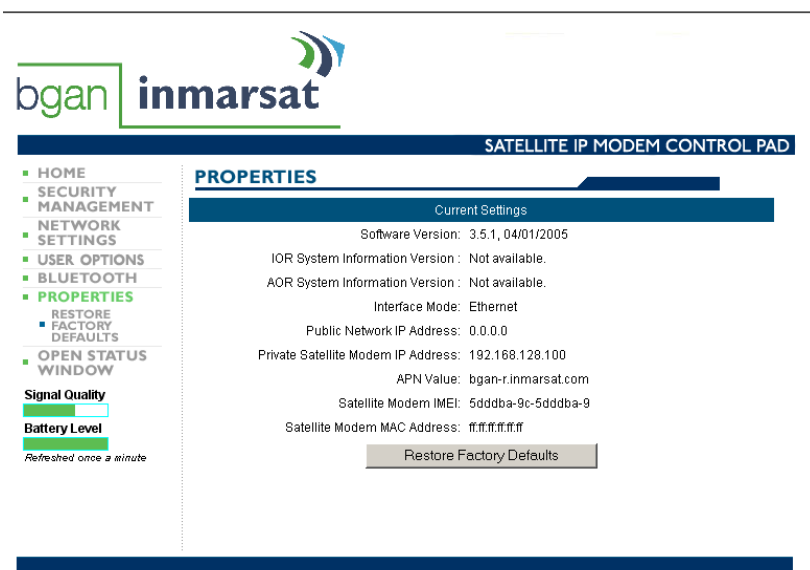 bgan inmarsat
SATELLITE IP MODEM CONTROL PAD
HOME
SECURITY
MANAGEMENT
NETWORK
SETTINGS
USER OPTIONS
BLUETOOTH
PROPERTIES
RESTORE
FACTORY
DEFAULTS
OPEN STATUS
WINDOW
Signal Quality
Battery Level
Refreshed once a minute
PROPERTIES
Current Settings
Software Version: 3.5.1, 04/01/2005
IOR System Information Version : Not available.
AOR System Information Version : Not available.
Interface Mode: Ethernet
Public Network IP Address: 0.0.0.0
Private Satellite Modem IP Address: 192.168.128.100
APN Value: bgan-r.inmarsat.com
Satellite Modem IMEI: 5dddba-9c-5dddba-9
Satellite Modem MAC Address: ff.ff.ff.ff.ff.ff
Restore Factory Defaults